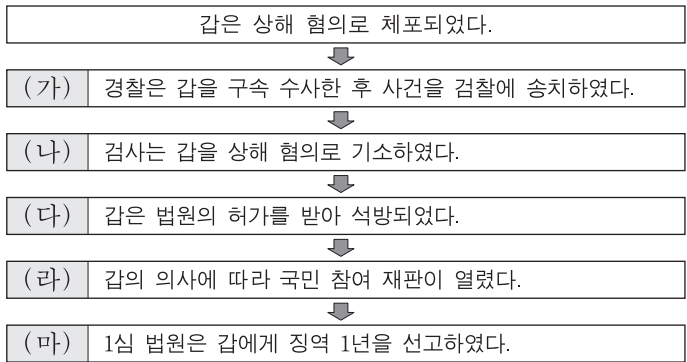 갑은 상해 혐의로 체포되었다.
(가) 경찰은 갑을 구속 수사한 후 사건을 검찰에 송치하였다.
(나) 검사는 갑을 상해 혐의로 기소하였다.
(다) 갑은 법원의 허가를 받아 석방되었다.
(라) 갑의 의사에 따라 국민 참여 재판이 열렸다.
(마) 1심 법원은 갑에게 징역 1년을 선고하였다.